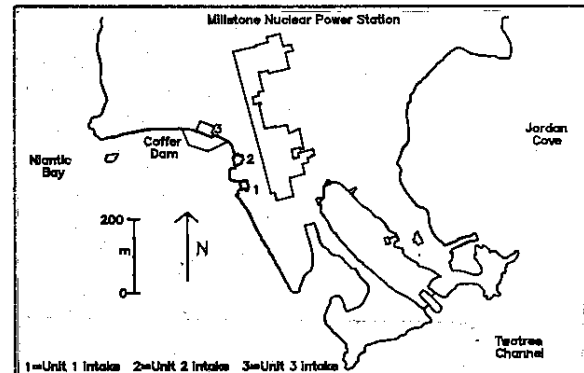 Millstone Nuclear Power Station
3
Coffer
Dam
Jordan
Cove
Niantic
Bay
2
1
200
m
0
N
Twotree
Channel
1=Unit 1 Intake 2=Unit 2 Intake 3=Unit 3 Intake